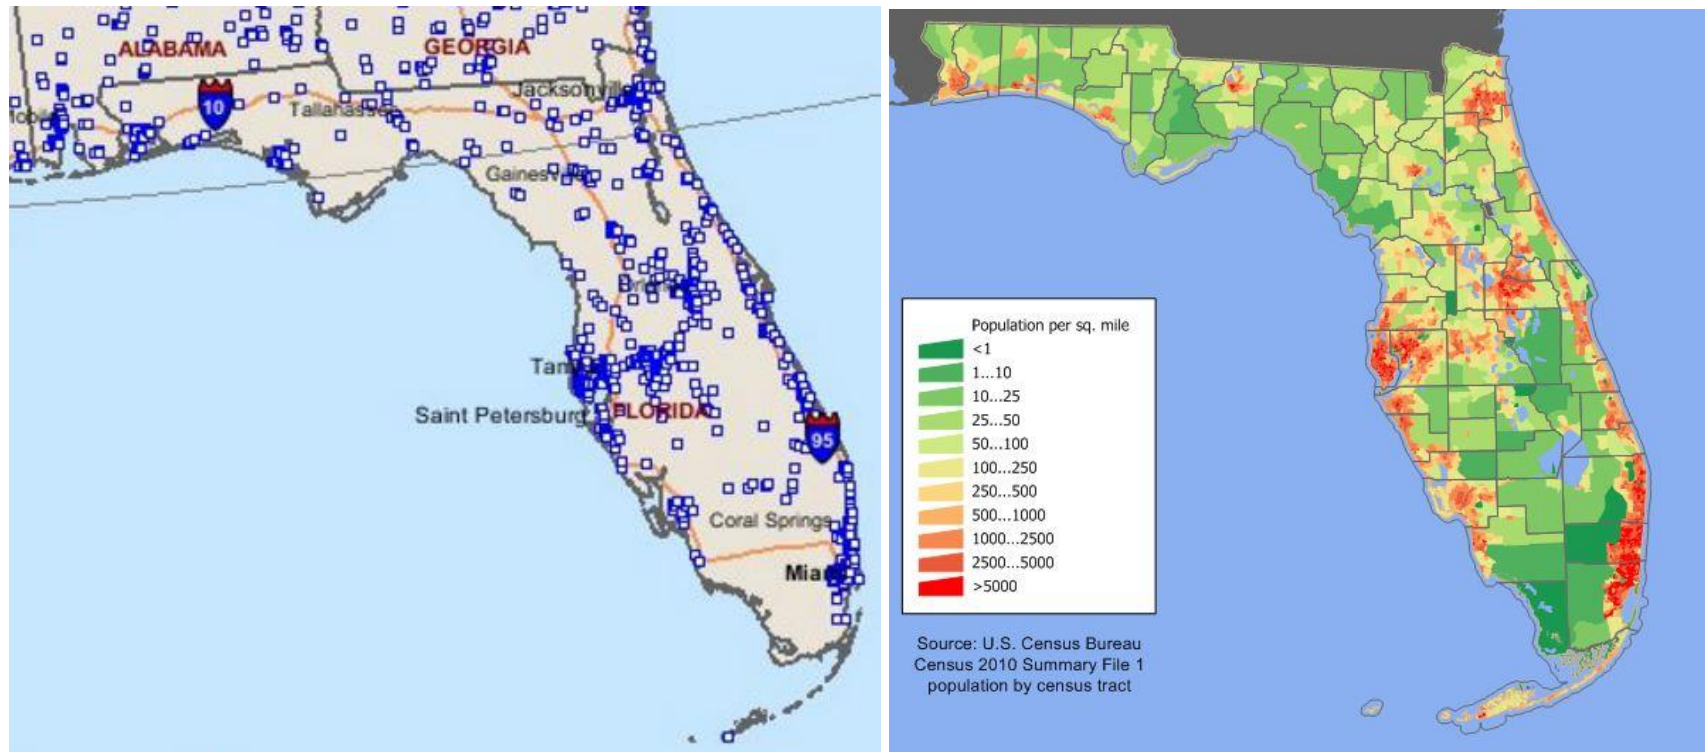 ALABAMA
GEORGIA
10
Jacksonville
Tallahassee
Gainesville
Tam
Saint Petersburg
FLORIDA
95
Coral Springs
Miami
Population per sq. mile
<1
1...10
10...25
25...50
50...100
100...250
250...500
500...1000
1000...2500
2500...5000
>5000
Source: U.S. Census Bureau
Census 2010 Summary File 1
population by census tract